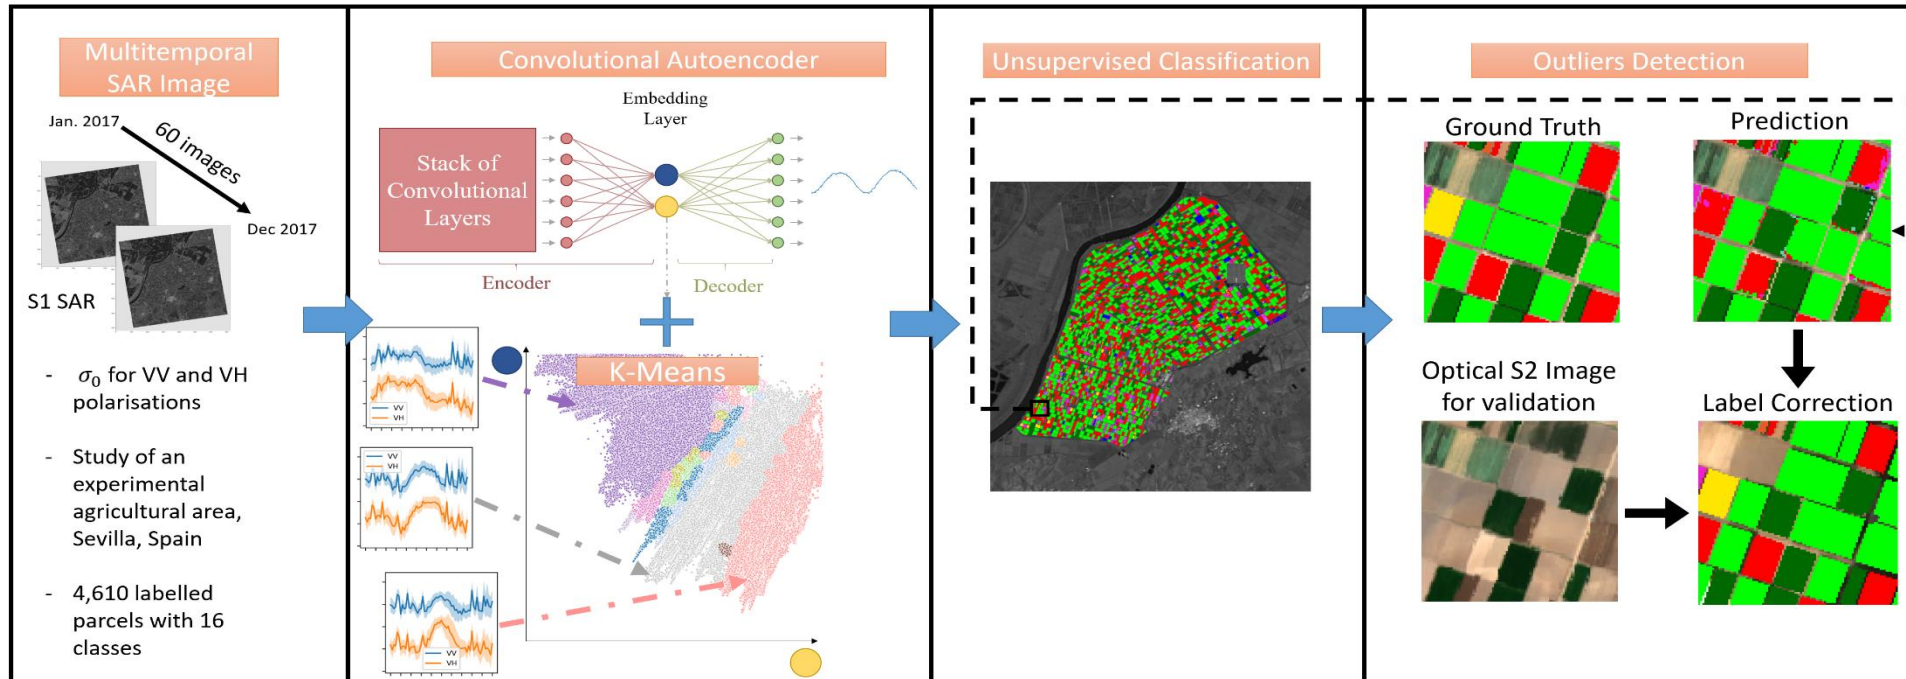 Multitemporal
SAR Image
Jan. 2017
60 images
Dec 2017
S1 SAR
- σ₀ for VV and VH
polarisations
- Study of an
experimental
agricultural area,
Sevilla, Spain
- 4,610 labelled
parcels with 16
classes
Convolutional Autoencoder
Embedding
Layer
Stack of
Convolutional
Layers
Encoder
Decoder
K-Means
VV
VH
VV
VH
VV
VH
Unsupervised Classification
Outliers Detection
Ground Truth
Prediction
Optical S2 Image
for validation
Label Correction